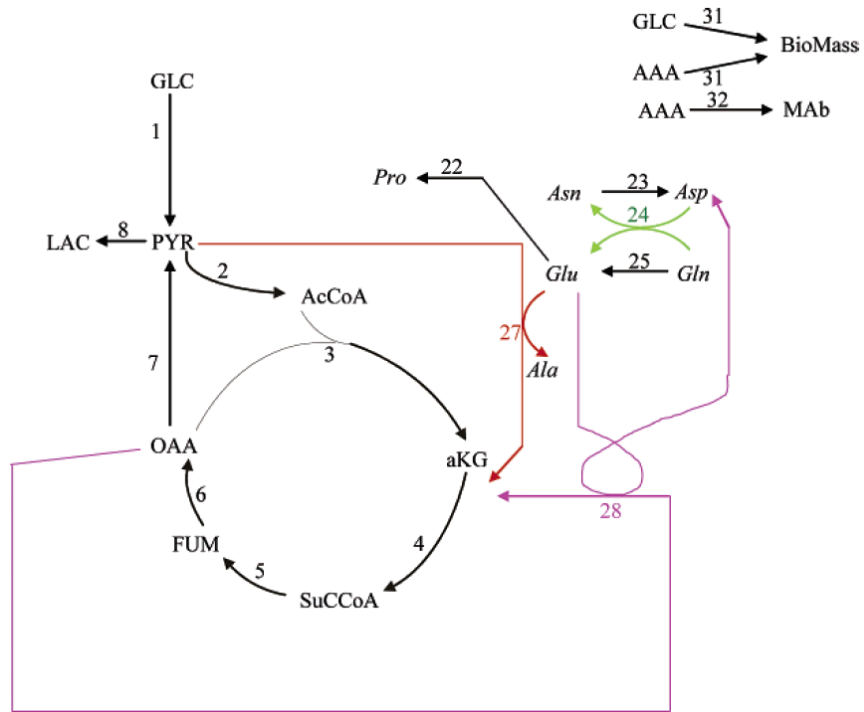 GLC 31 BioMass
AAA 31
AAA 32 MAb
GLC
1
Pro 22
Asn 23 Asp
24
LAC 8 PYR
2
Glu 25 Gln
AcCoA
27
3
Ala
7
OAA
aKG
6
28
FUM
4
5
SuCCoA